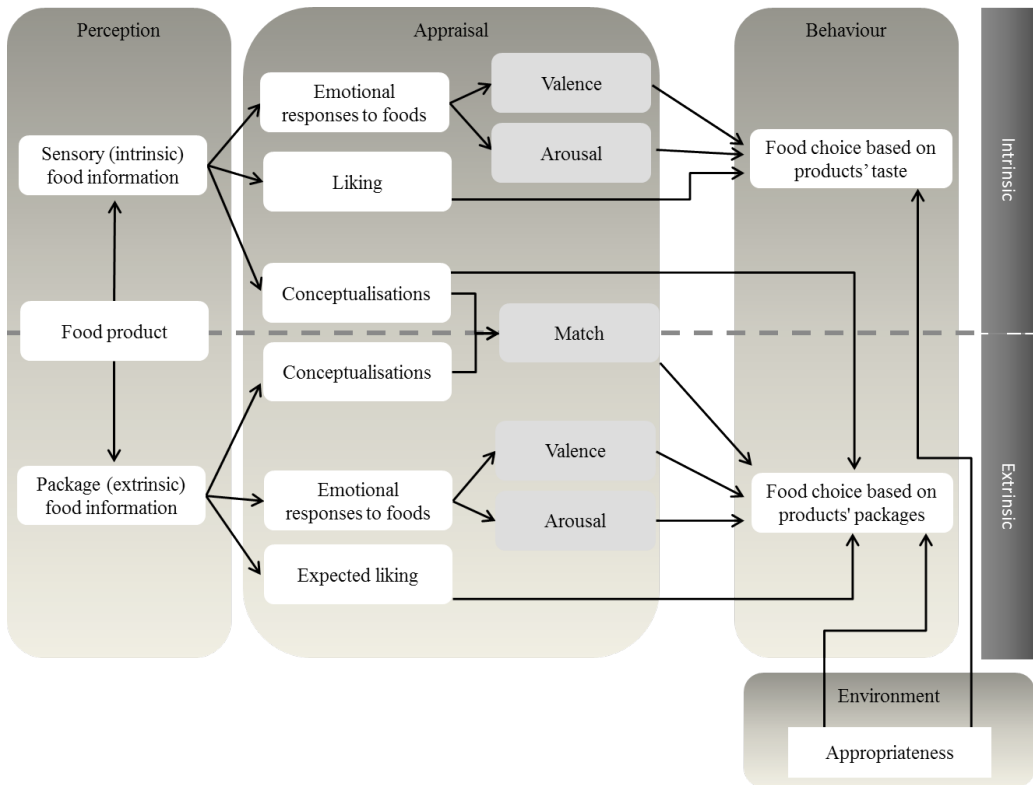 Perception
Appraisal
Behaviour
Emotional
responses to foods
Valence
Arousal
Sensory (intrinsic)
food information
Liking
Food choice based on
products’ taste
Intrinsic
Conceptualisations
Food product
Match
Conceptualisations
Extrinsic
Package (extrinsic)
food information
Emotional
responses to foods
Valence
Arousal
Food choice based on
products' packages
Expected liking
Environment
Appropriateness